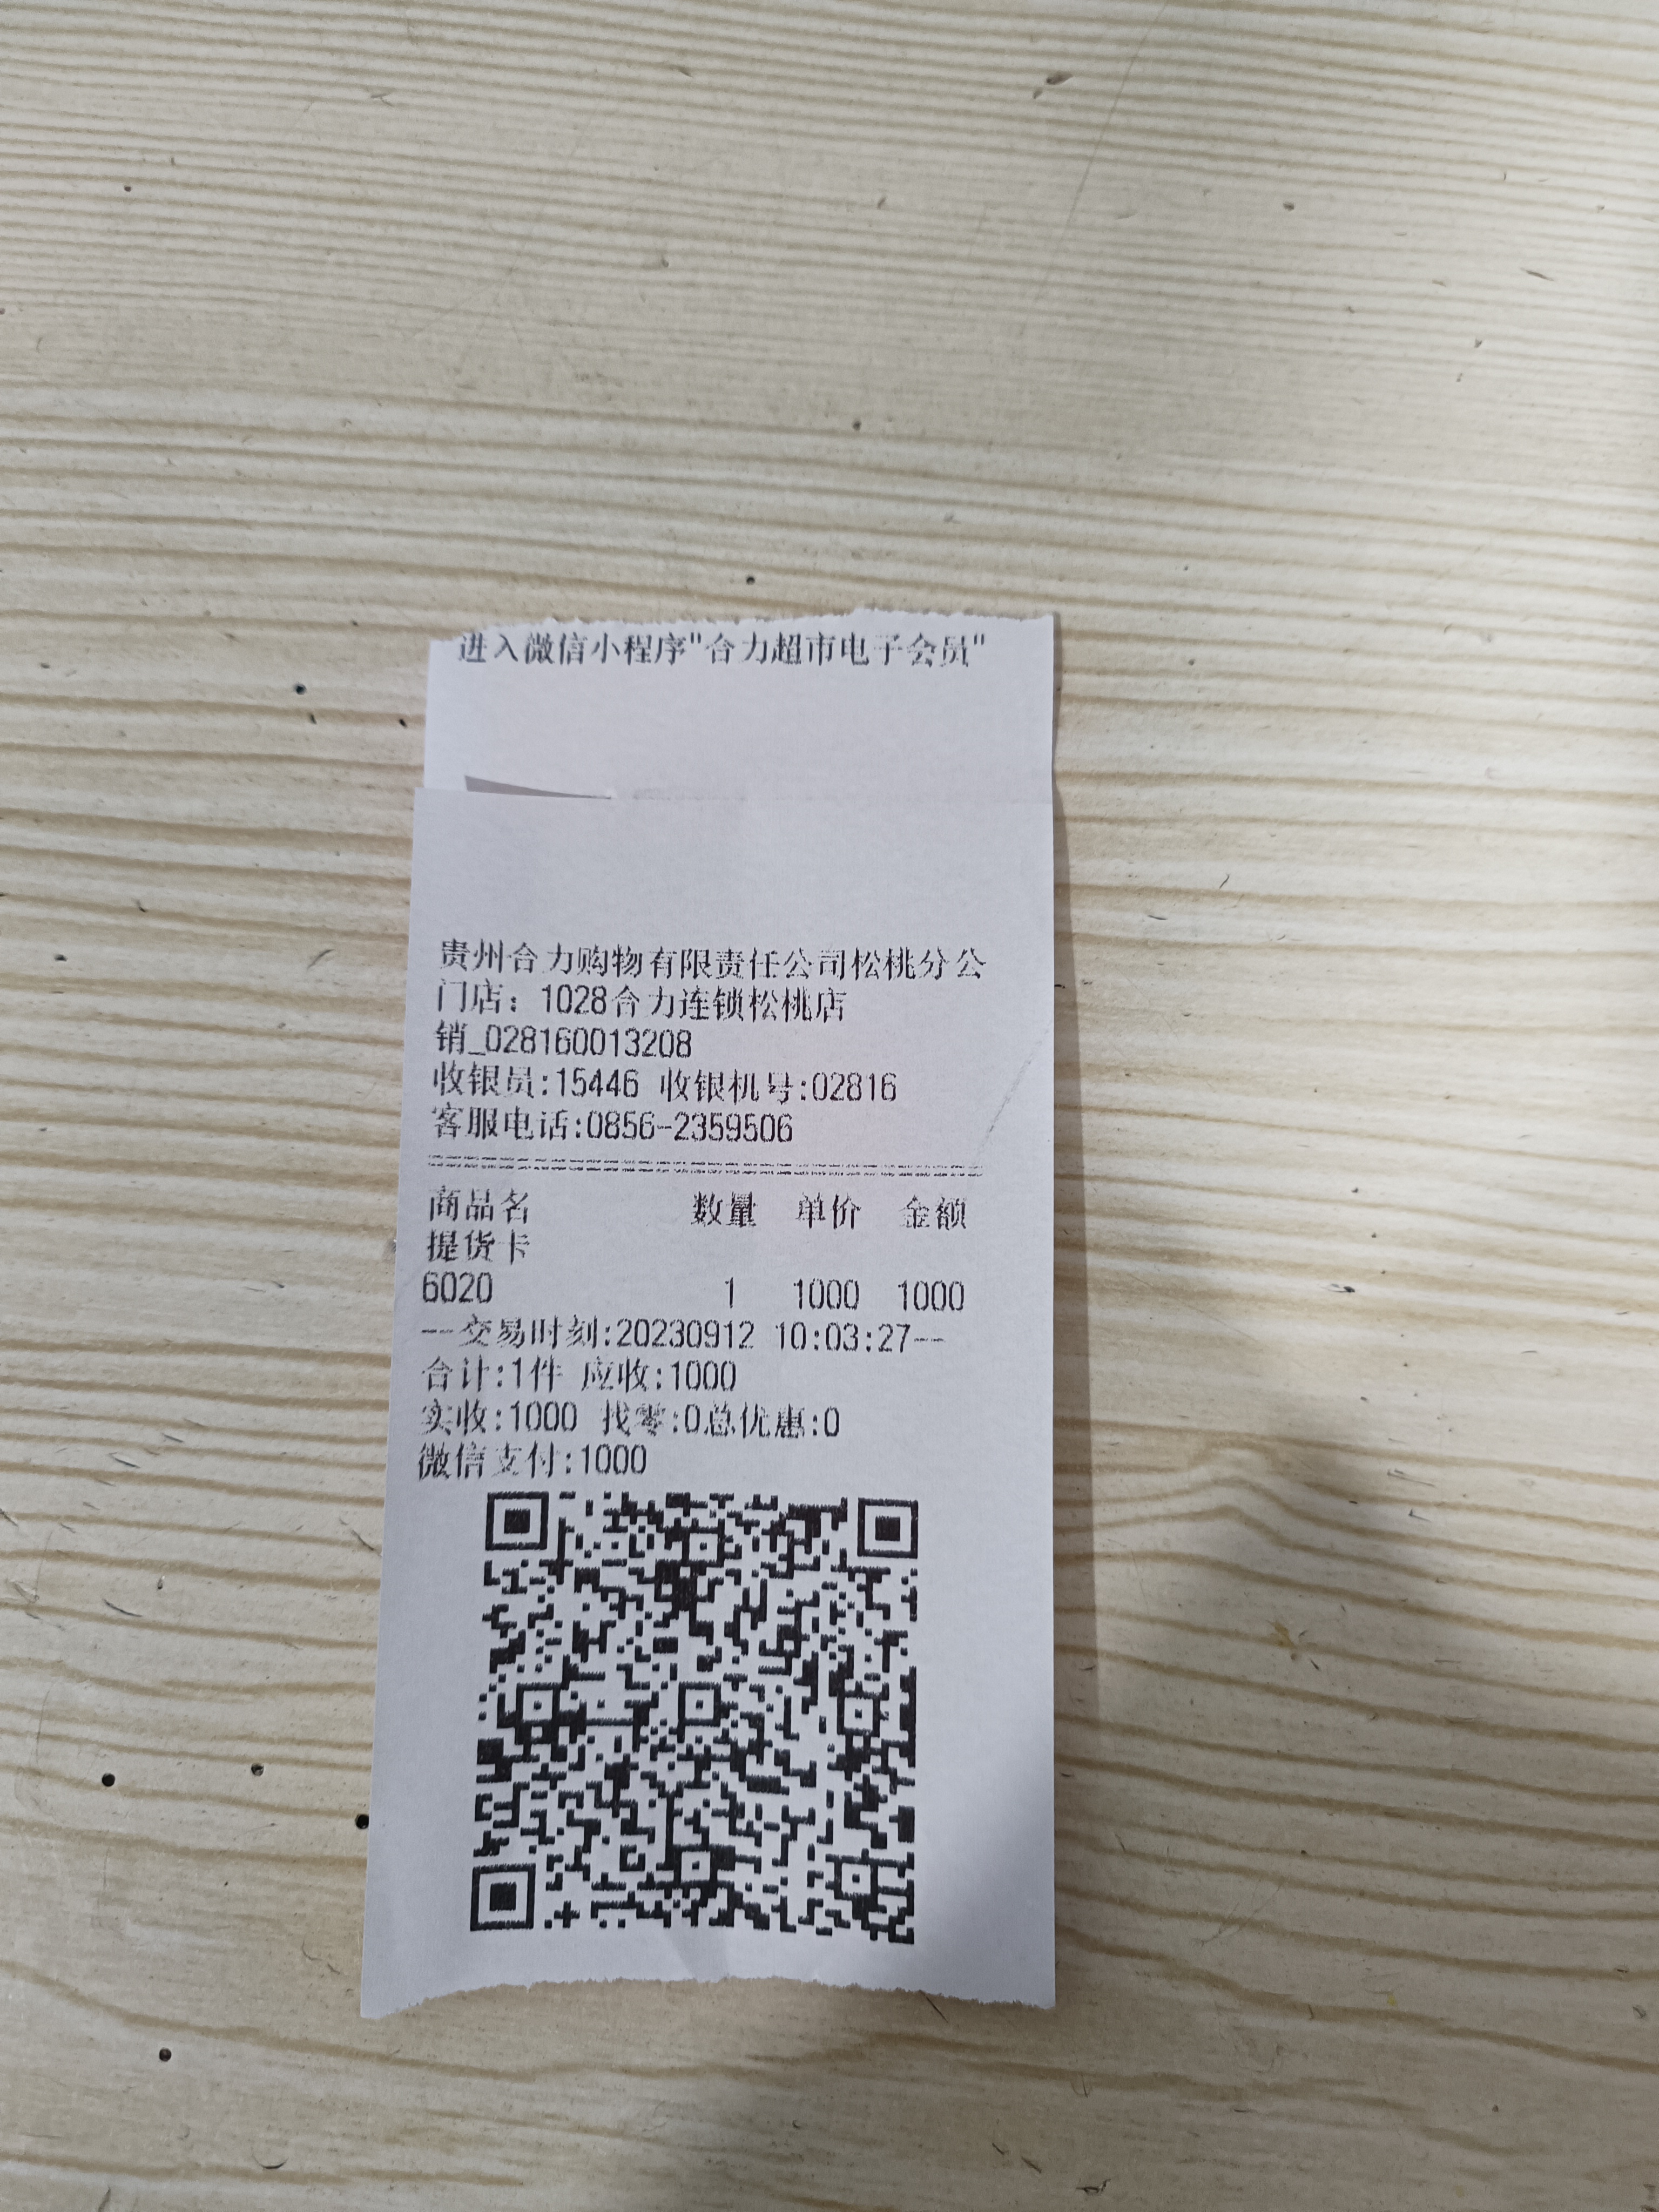 进入微信小程序"合力超市电子会员"
贵州合力购物有限责任公司松桃分公
门店：1028合力连锁松桃店
销_028160013208
收银员:15446 收银机号:02816
客服电话:0856-2359506
商品名 数量 单价 金额
提货卡
6020 1 1000 1000
--交易时刻:20230912 10:03:27--
合计:1件 应收:1000
实收:1000 找零:0总优惠:0
微信支付:1000